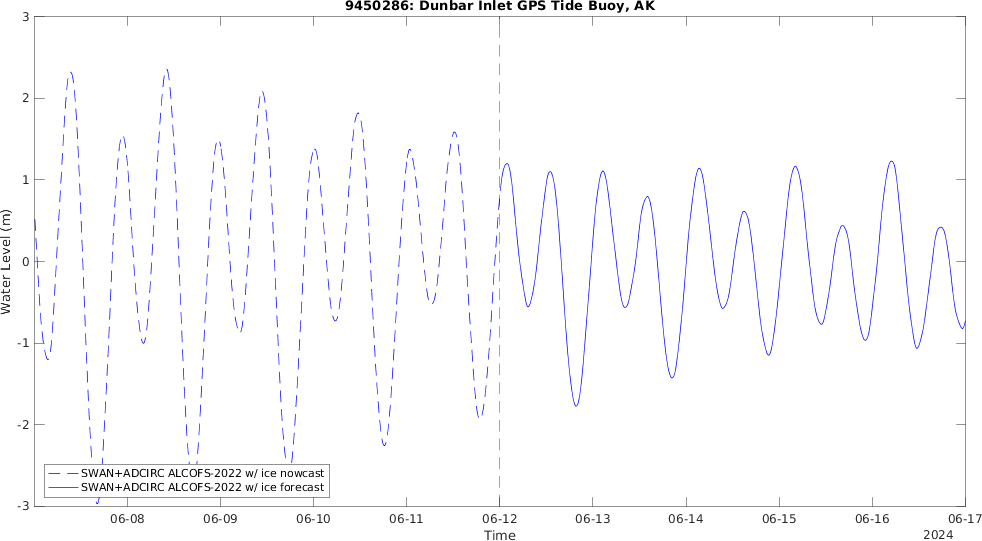 9450286: Dunbar Inlet GPS Tide Buoy, AK
3
2
1
0
-1
-2
-3
Water Level (m)
SWAN+ADCIRC ALCOFS-2022 w/ ice nowcast
SWAN+ADCIRC ALCOFS-2022 w/ ice forecast
06-08 06-09 06-10 06-11 06-12 06-13 06-14 06-15 06-16 06-17
Time
2024